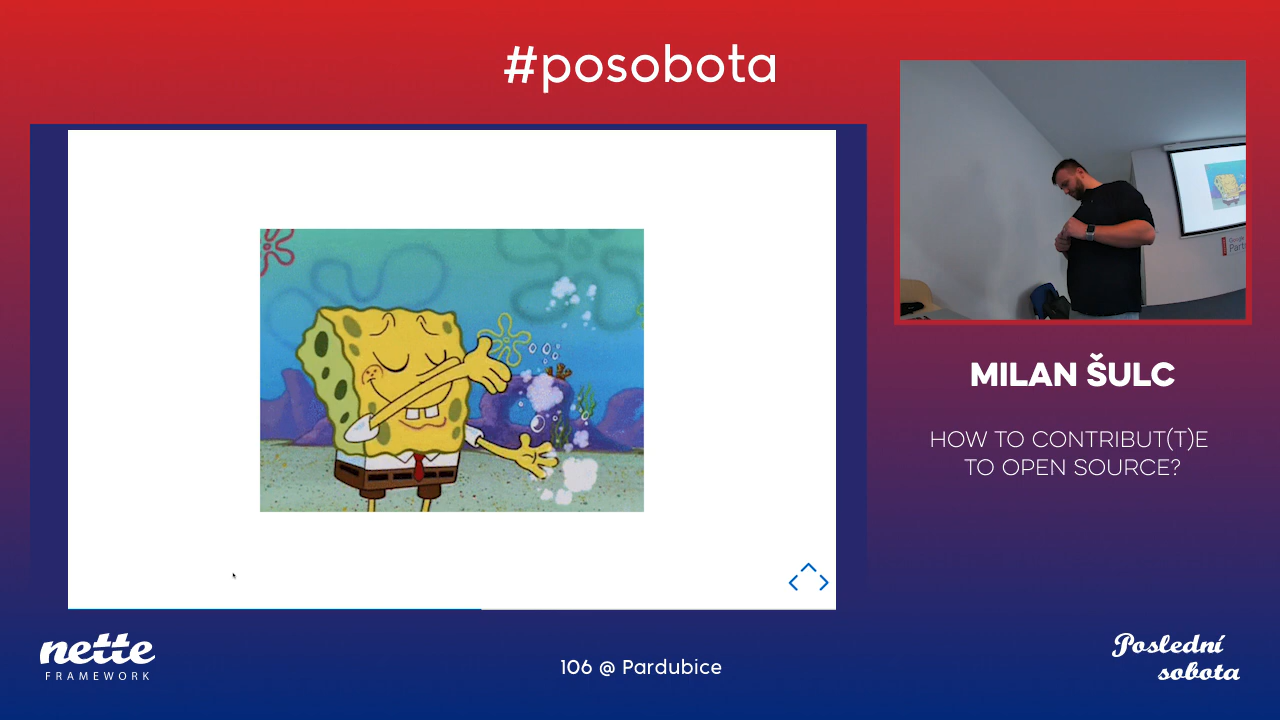 #posobota
MILAN ŠULC
HOW TO CONTRIBUT(T)E
TO OPEN SOURCE?
nette
FRAMEWORK
106 @ Pardubice
Poslední
sobota